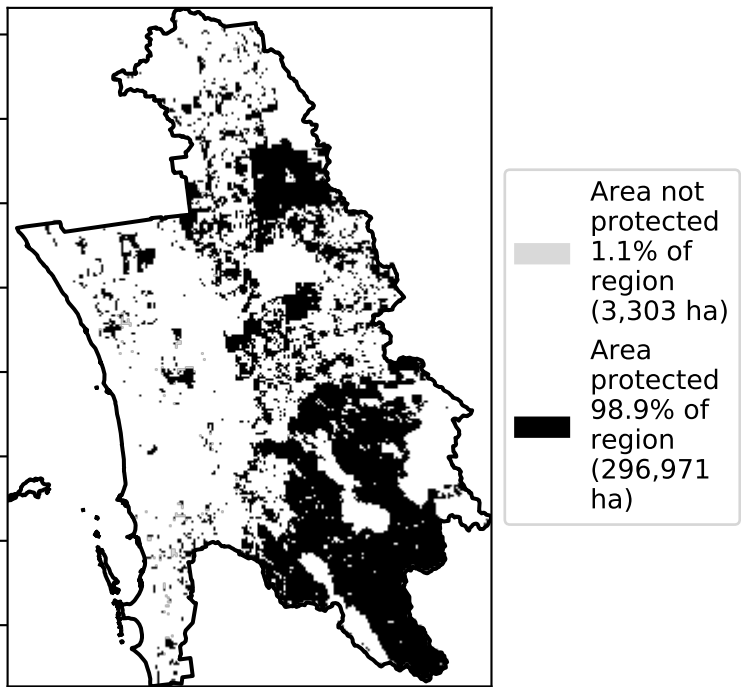 Area not
protected
1.1% of
region
(3,303 ha)
Area
protected
98.9% of
region
(296,971
ha)